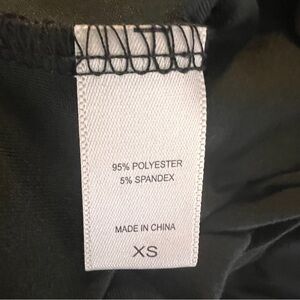 95% POLYESTER
5% SPANDEX
MADE IN CHINA
XS